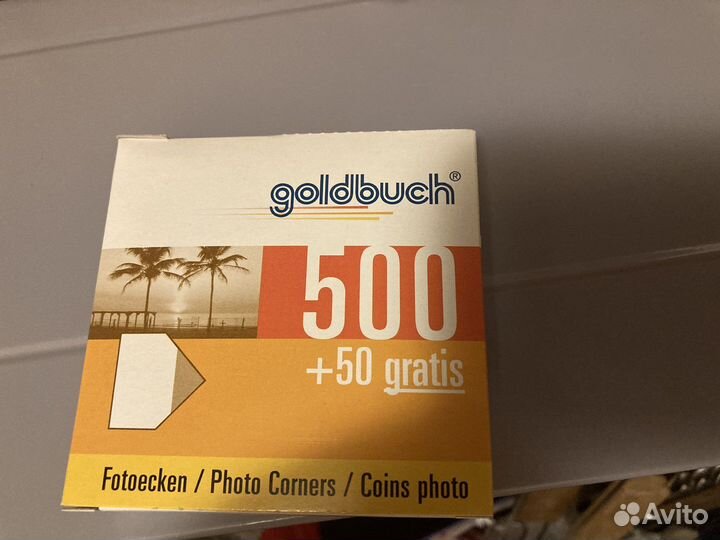 goldbuch®
500
+50 gratis
Fotoecken / Photo Corners / Coins photo
Avito